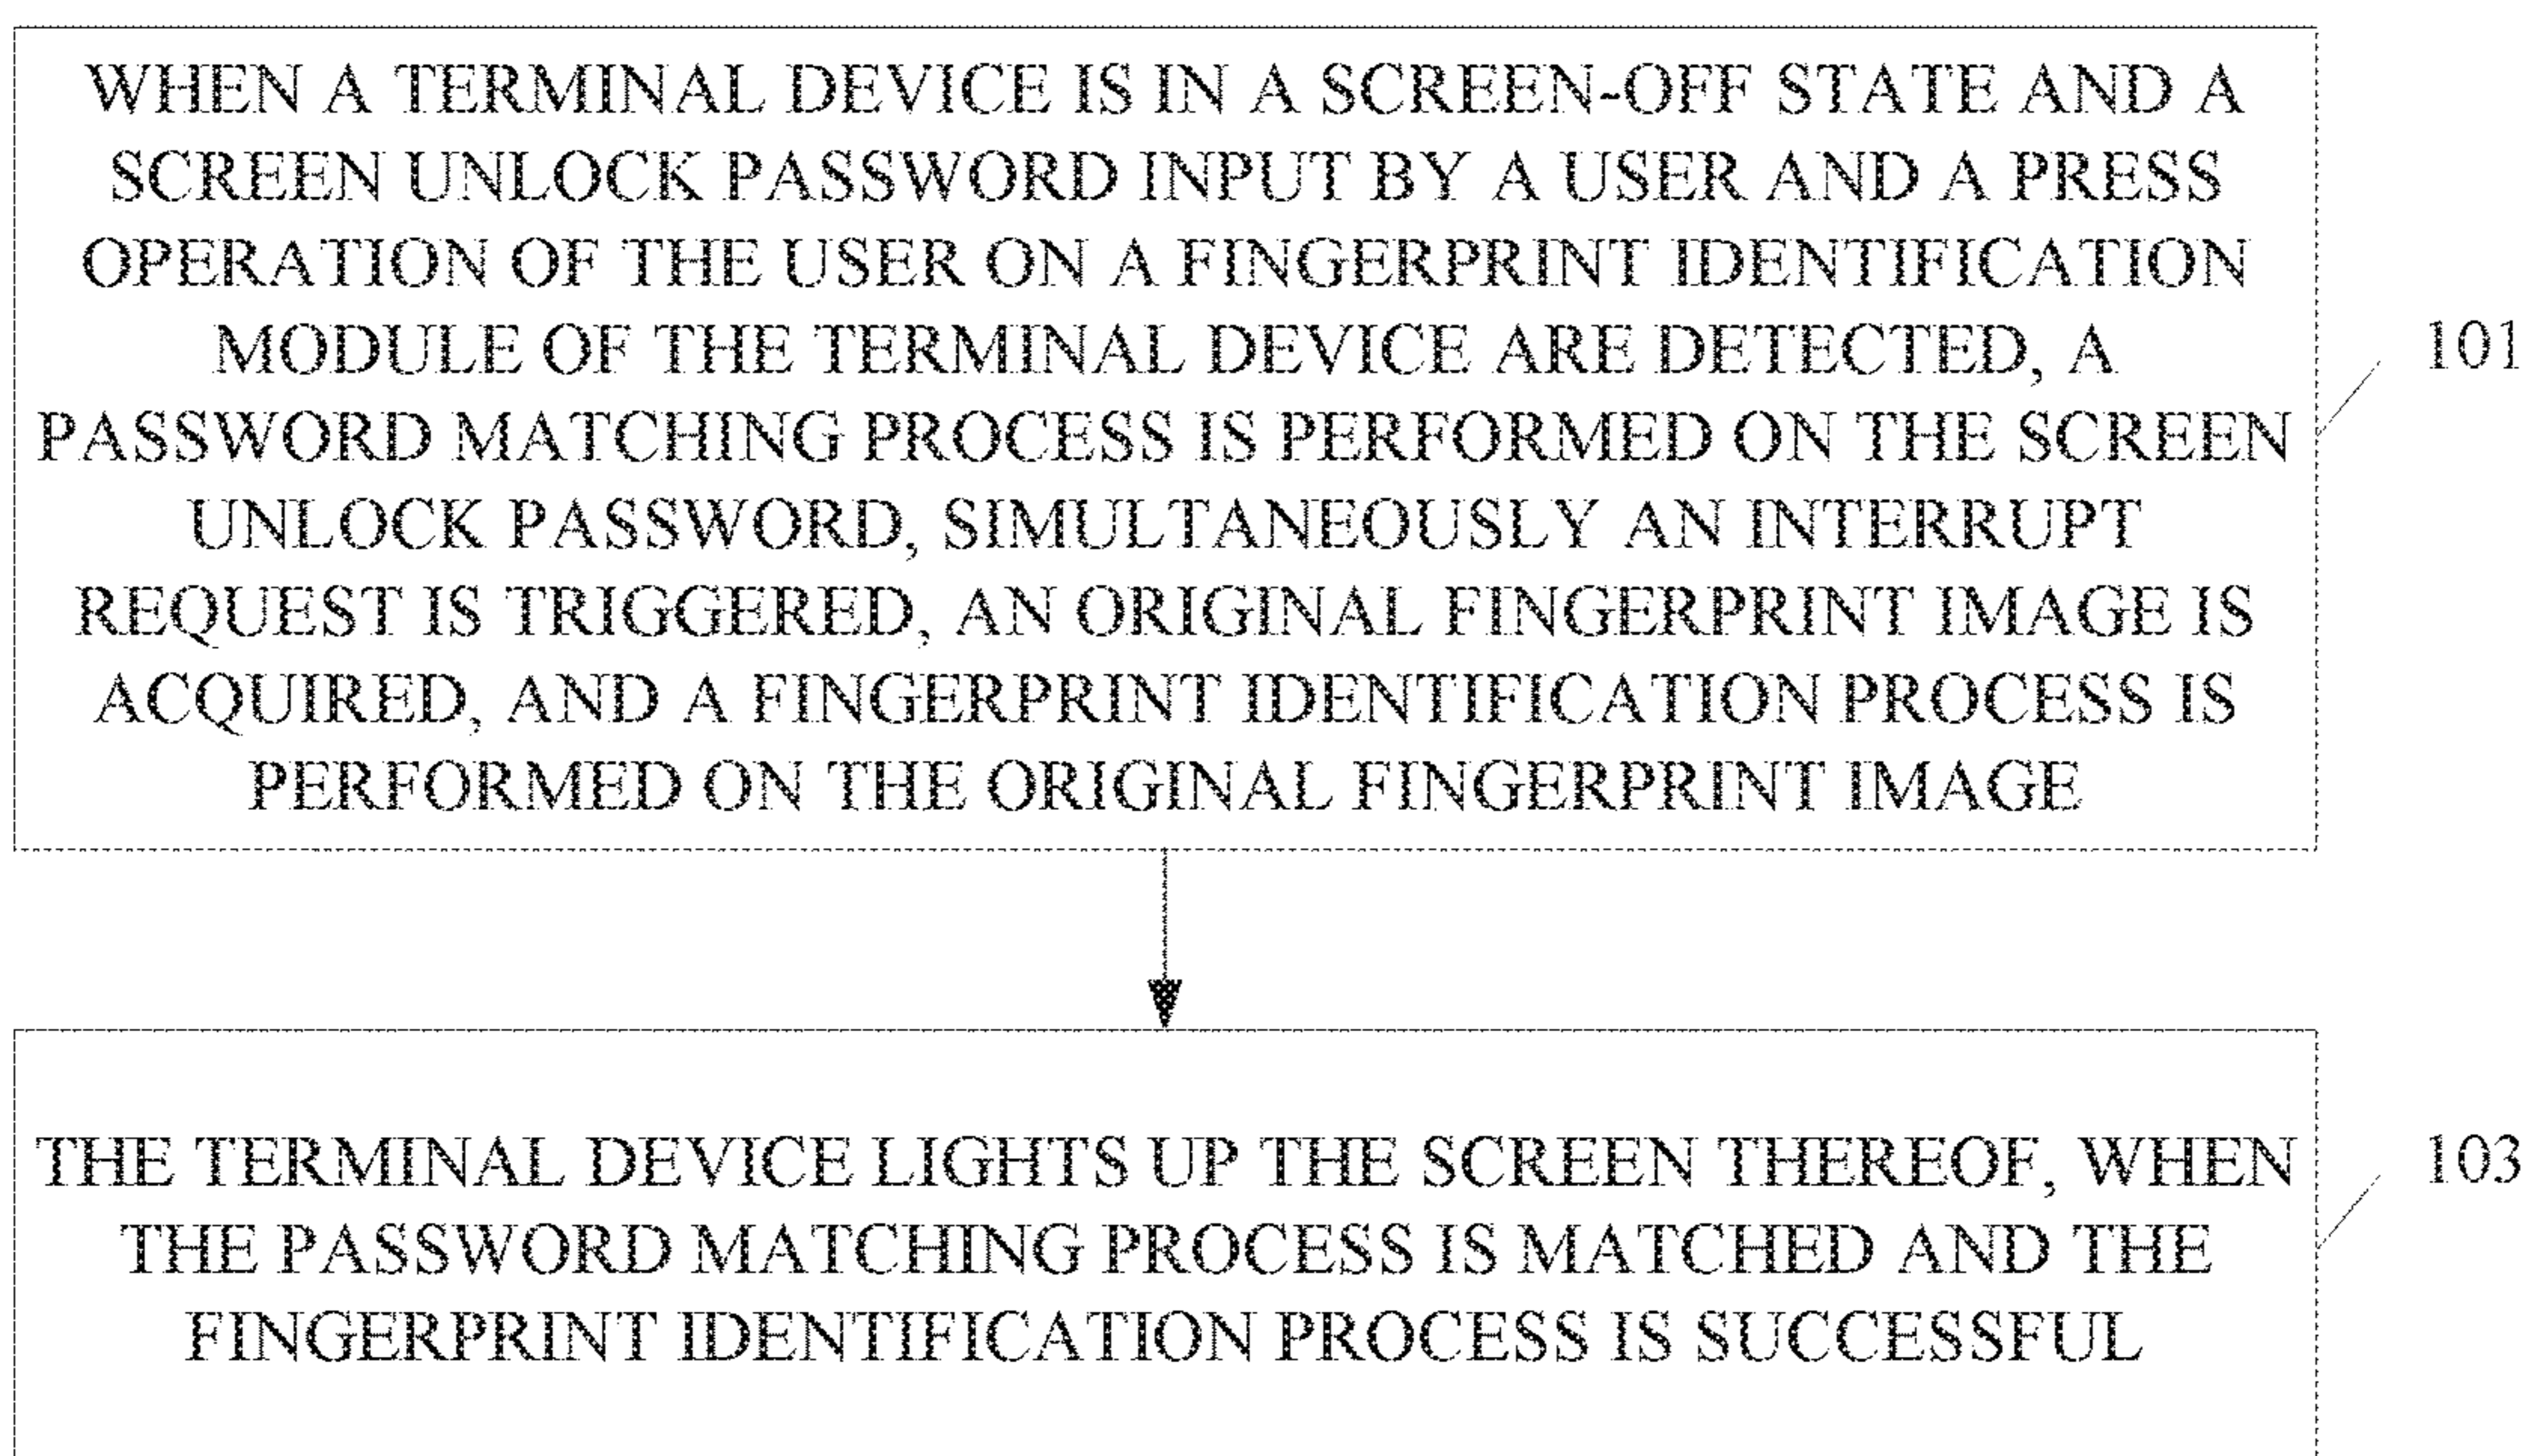 WHEN A TERMINAL DEVICE IS IN A SCREEN-OFF STATE AND A
SCREEN UNLOCK PASSWORD INPUT BY A USER AND A PRESS
OPERATION OF THE USER ON A FINGERPRINT IDENTIFICATION
MODULE OF THE TERMINAL DEVICE ARE DETECTED, A
PASSWORD MATCHING PROCESS IS PERFORMED ON THE SCREEN
UNLOCK PASSWORD, SIMULTANEOUSLY AN INTERRUPT
REQUEST IS TRIGGERED, AN ORIGINAL FINGERPRINT IMAGE IS
ACQUIRED, AND A FINGERPRINT IDENTIFICATION PROCESS IS
PERFORMED ON THE ORIGINAL FINGERPRINT IMAGE
101
THE TERMINAL DEVICE LIGHTS UP THE SCREEN THEREOF, WHEN
THE PASSWORD MATCHING PROCESS IS MATCHED AND THE
FINGERPRINT IDENTIFICATION PROCESS IS SUCCESSFUL
103